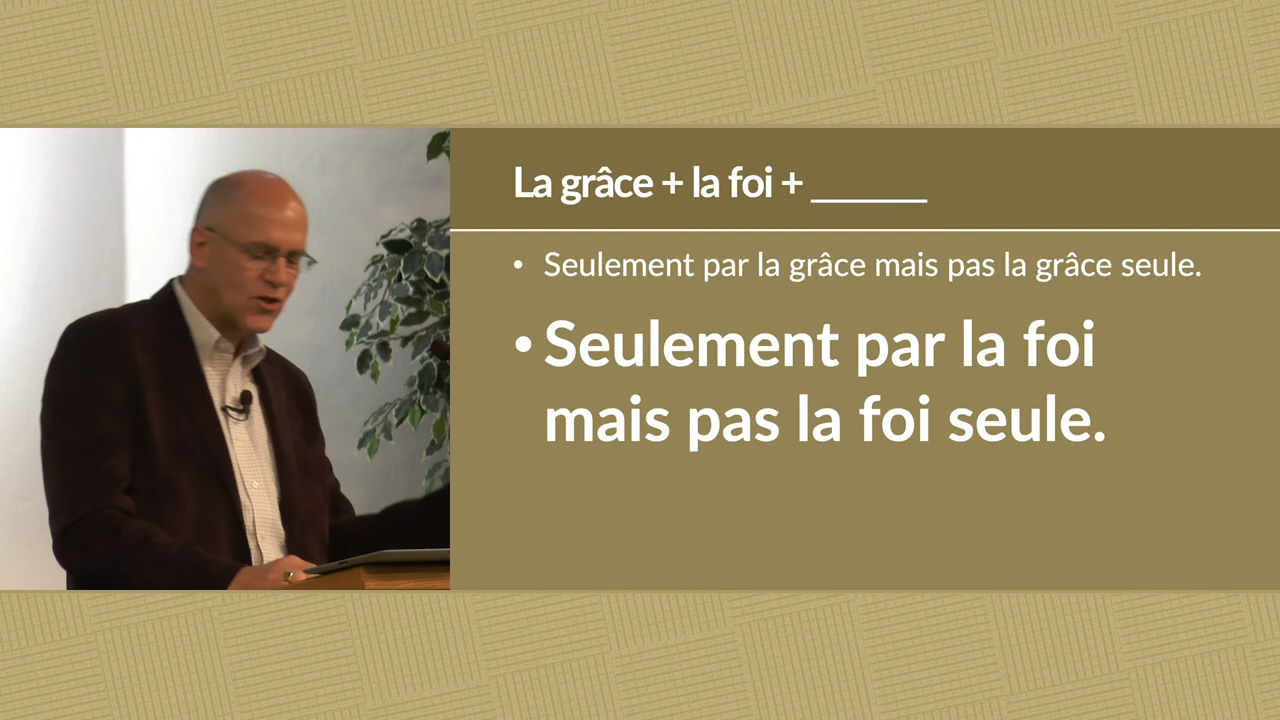 La grâce + la foi + ______
• Seulement par la grâce mais pas la grâce seule.
• Seulement par la foi
mais pas la foi seule.